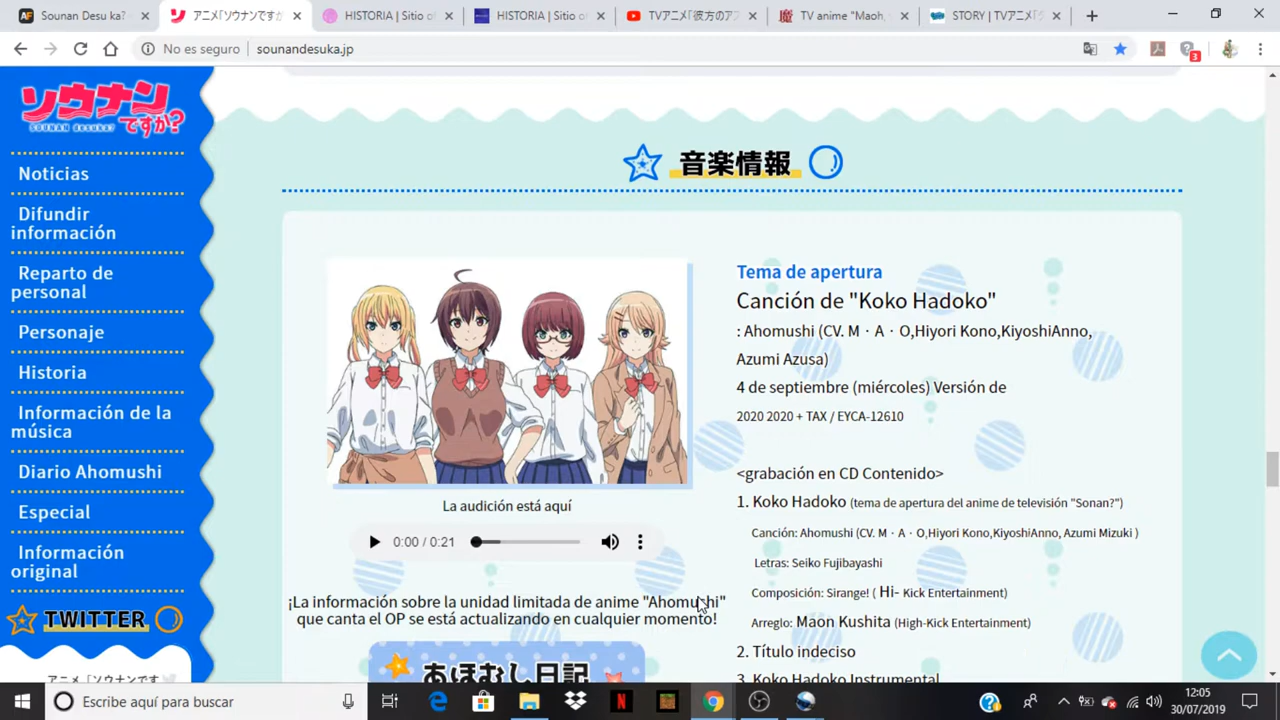 Sounan Desu ka?
アニメ「ソウナンですか
HISTORIA | Sitio o
HISTORIA | Sitio o
TVアニメ「彼方のア
TV anime "Maoh,
STORY | TVアニメ「
No es seguro
sounandesuka.jp
3
ソウナンですか?
SOUNAN desuka?
Noticias
Difundir
información
Reparto de
personal
Personaje
Historia
Información de la
música
Diario Ahomushi
Especial
Información
original
TWITTER
アニメ「ソウナンです
音楽情報
La audición está aquí
0:00 / 0:21
¡La información sobre la unidad limitada de anime "Ahomushi"
que canta el OP se está actualizando en cualquier momento!
あほむし日記
Tema de apertura
Canción de "Koko Hadoko"
: Ahomushi (CV. M · A · O,Hiyori Kono,KiyoshiAnno,
Azumi Azusa)
4 de septiembre (miércoles) Versión de
2020 2020 + TAX / EYCA-12610
<grabación en CD Contenido>
1. Koko Hadoko (tema de apertura del anime de televisión "Sonan?")
Canción: Ahomushi (CV. M · A · O,Hiyori Kono,KiyoshiAnno, Azumi Mizuki )
Letras: Seiko Fujibayashi
Composición: Sirange! ( Hi- Kick Entertainment)
Arreglo: Maon Kushita (High-Kick Entertainment)
2. Título indeciso
3. Koko Hadoko Instrumental
Escribe aquí para buscar
12:05
30/07/2019